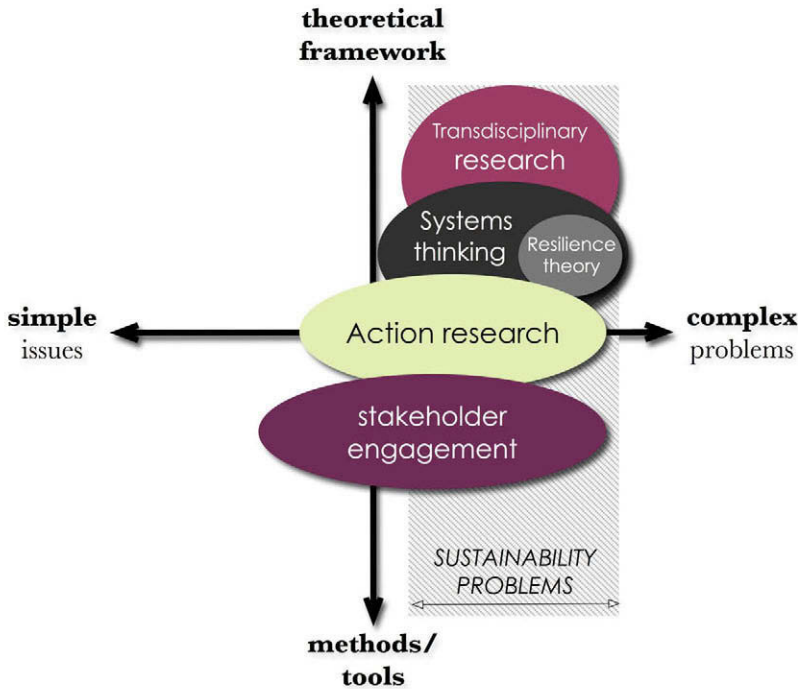 theoretical
framework
Transdisciplinary
research
Systems
thinking
Resilience
theory
simple
issues
Action research
complex
problems
stakeholder
engagement
SUSTAINABILITY
PROBLEMS
methods/
tools